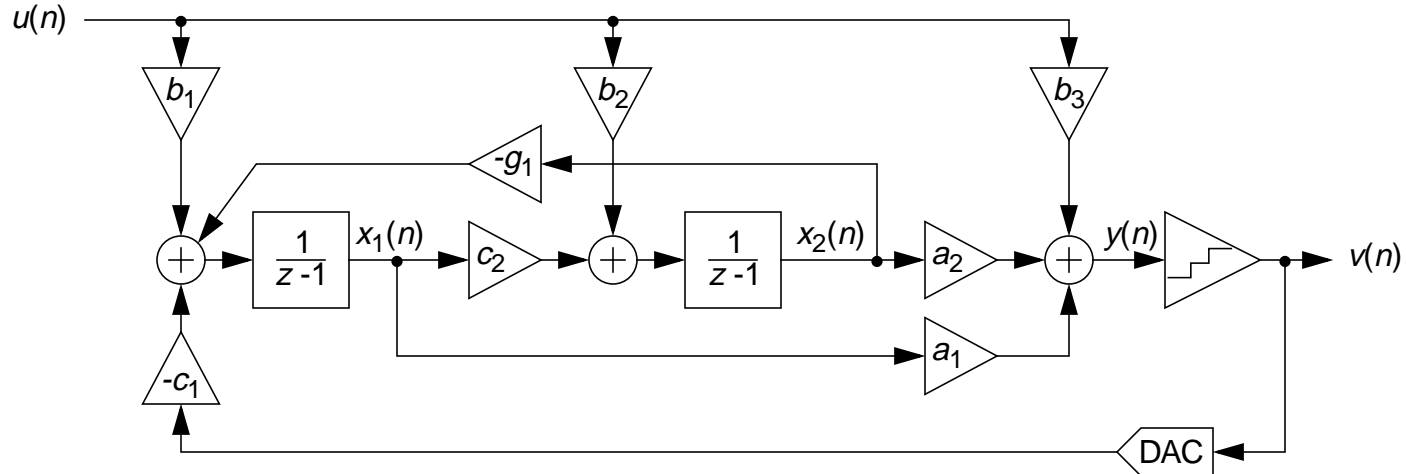 u(n)
b1
b2
b3
-g1
1
z -1
x1(n)
c2
1
z -1
x2(n)
a2
y(n)
v(n)
a1
-c1
DAC